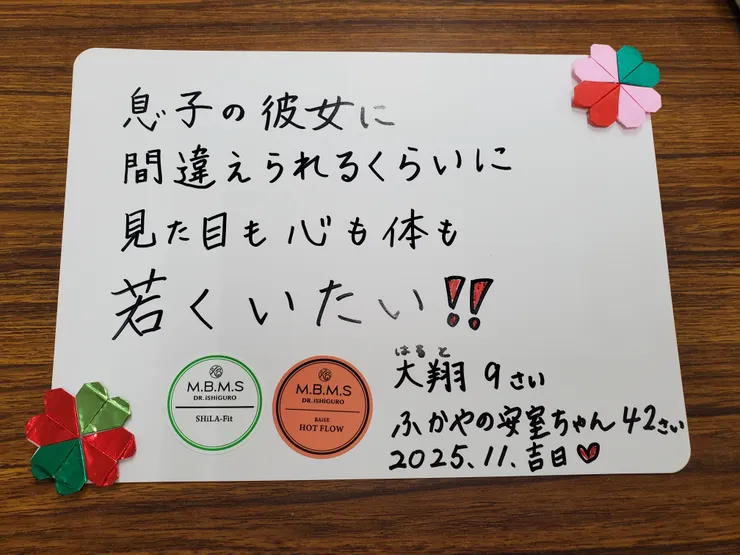 息子の彼女に
間違えられるくらいに
見た目も心も体も
若くいたい!!
M.B.M.S
DR. iSHiGURO
SHiLA-Fit
M.B.M.S
DR. iSHiGURO
RAiSE
HOT FLOW
はると
大翔 9さい
ふかやの安室ちゃん 42さい
2025.11.吉日♥